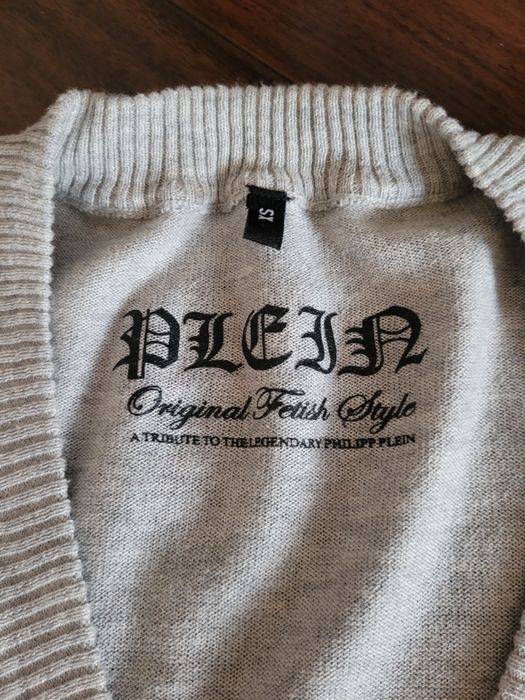 XS
PLEIN
Original Fetish Style
A TRIBUTE TO THE LEGENDARY PHILIPP PLEIN